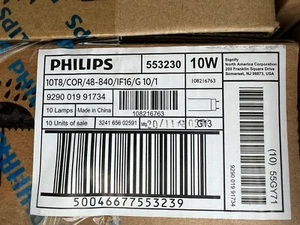 PHILIPS 553230 10W
10T8/COR/48-840/IF16/G 10/1
108216763
9290 019 91734
10 Lamps Made in China
108216763
10 Units of sale 3241 656 02591
G13
50046677553239
Signify
North America Corporation
200 Franklin Square Drive
Somerset, NJ 08873, USA
(10) 55GY71
9290 019 91734